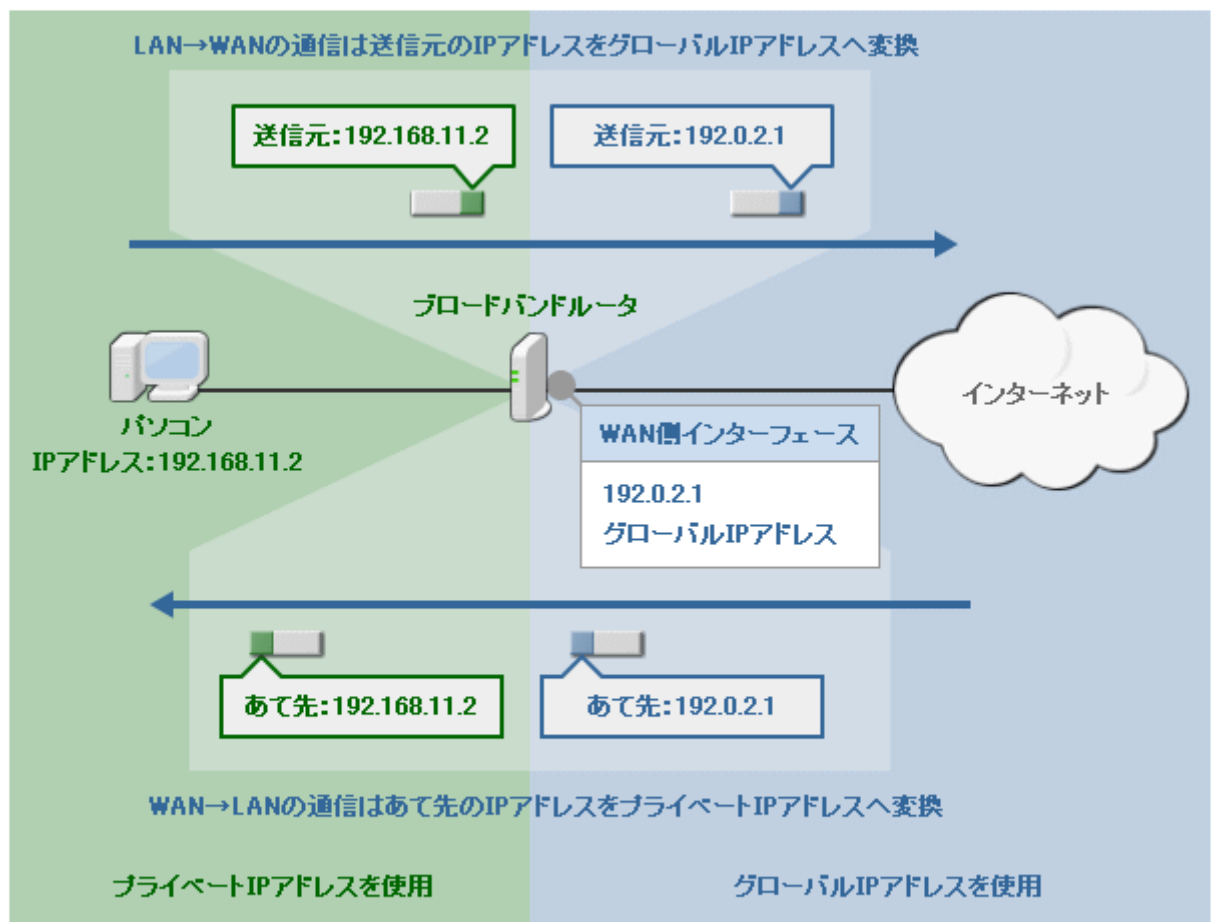 LAN→WANの通信は送信元のIPアドレスをグローバルIPアドレスへ変換
送信元:192.168.11.2
送信元:192.0.2.1
ブロードバンドルータ
パソコン
IPアドレス:192.168.11.2
インターネット
WAN側インターフェース
192.0.2.1
グローバルIPアドレス
あて先:192.168.11.2
あて先:192.0.2.1
WAN→LANの通信はあて先のIPアドレスをプライベートIPアドレスへ変換
プライベートIPアドレスを使用
グローバルIPアドレスを使用